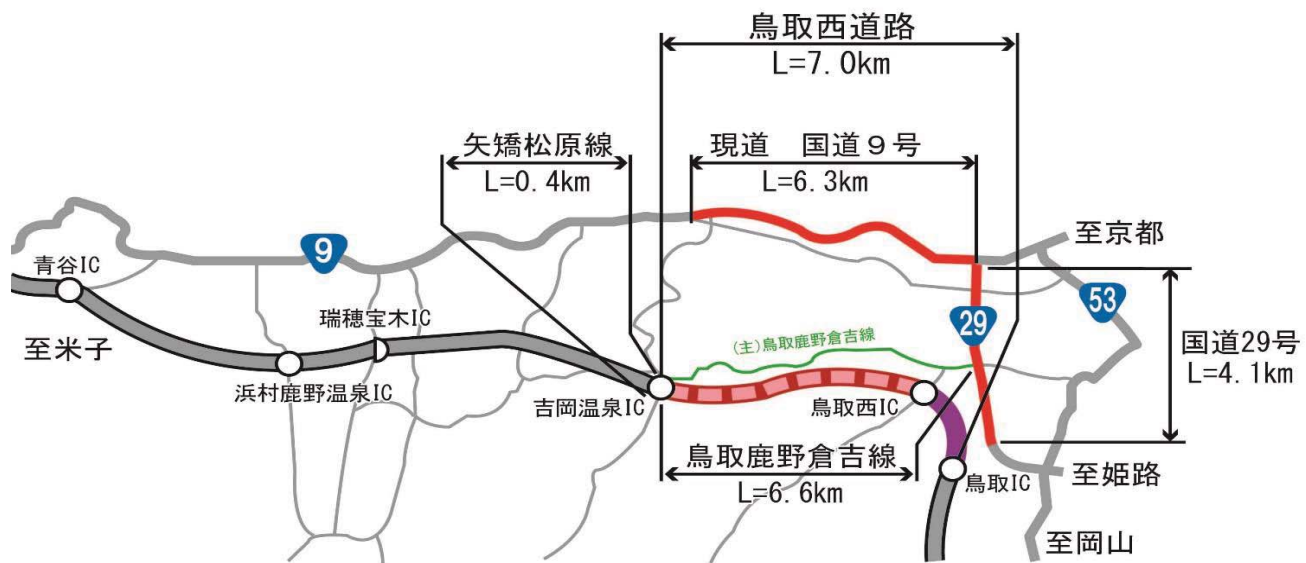 鳥取西道路
L=7.0km
矢矯松原線
L=0.4km
現道 国道9号
L=6.3km
至京都
9
青谷IC
53
瑞穂宝木IC
29
至米子
(主)鳥取鹿野倉吉線
国道29号
L=4.1km
浜村鹿野温泉IC
吉岡温泉IC
鳥取西IC
鳥取鹿野倉吉線
L=6.6km
鳥取IC
至姫路
至岡山